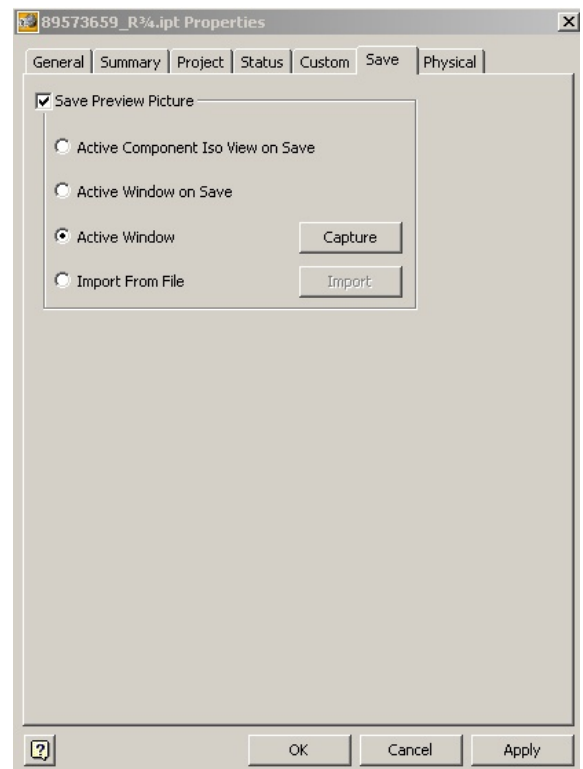 89573659_R¾.ipt Properties
General Summary Project Status Custom Save Physical
Save Preview Picture
Active Component Iso View on Save
Active Window on Save
Active Window Capture
Import From File Import
OK Cancel Apply